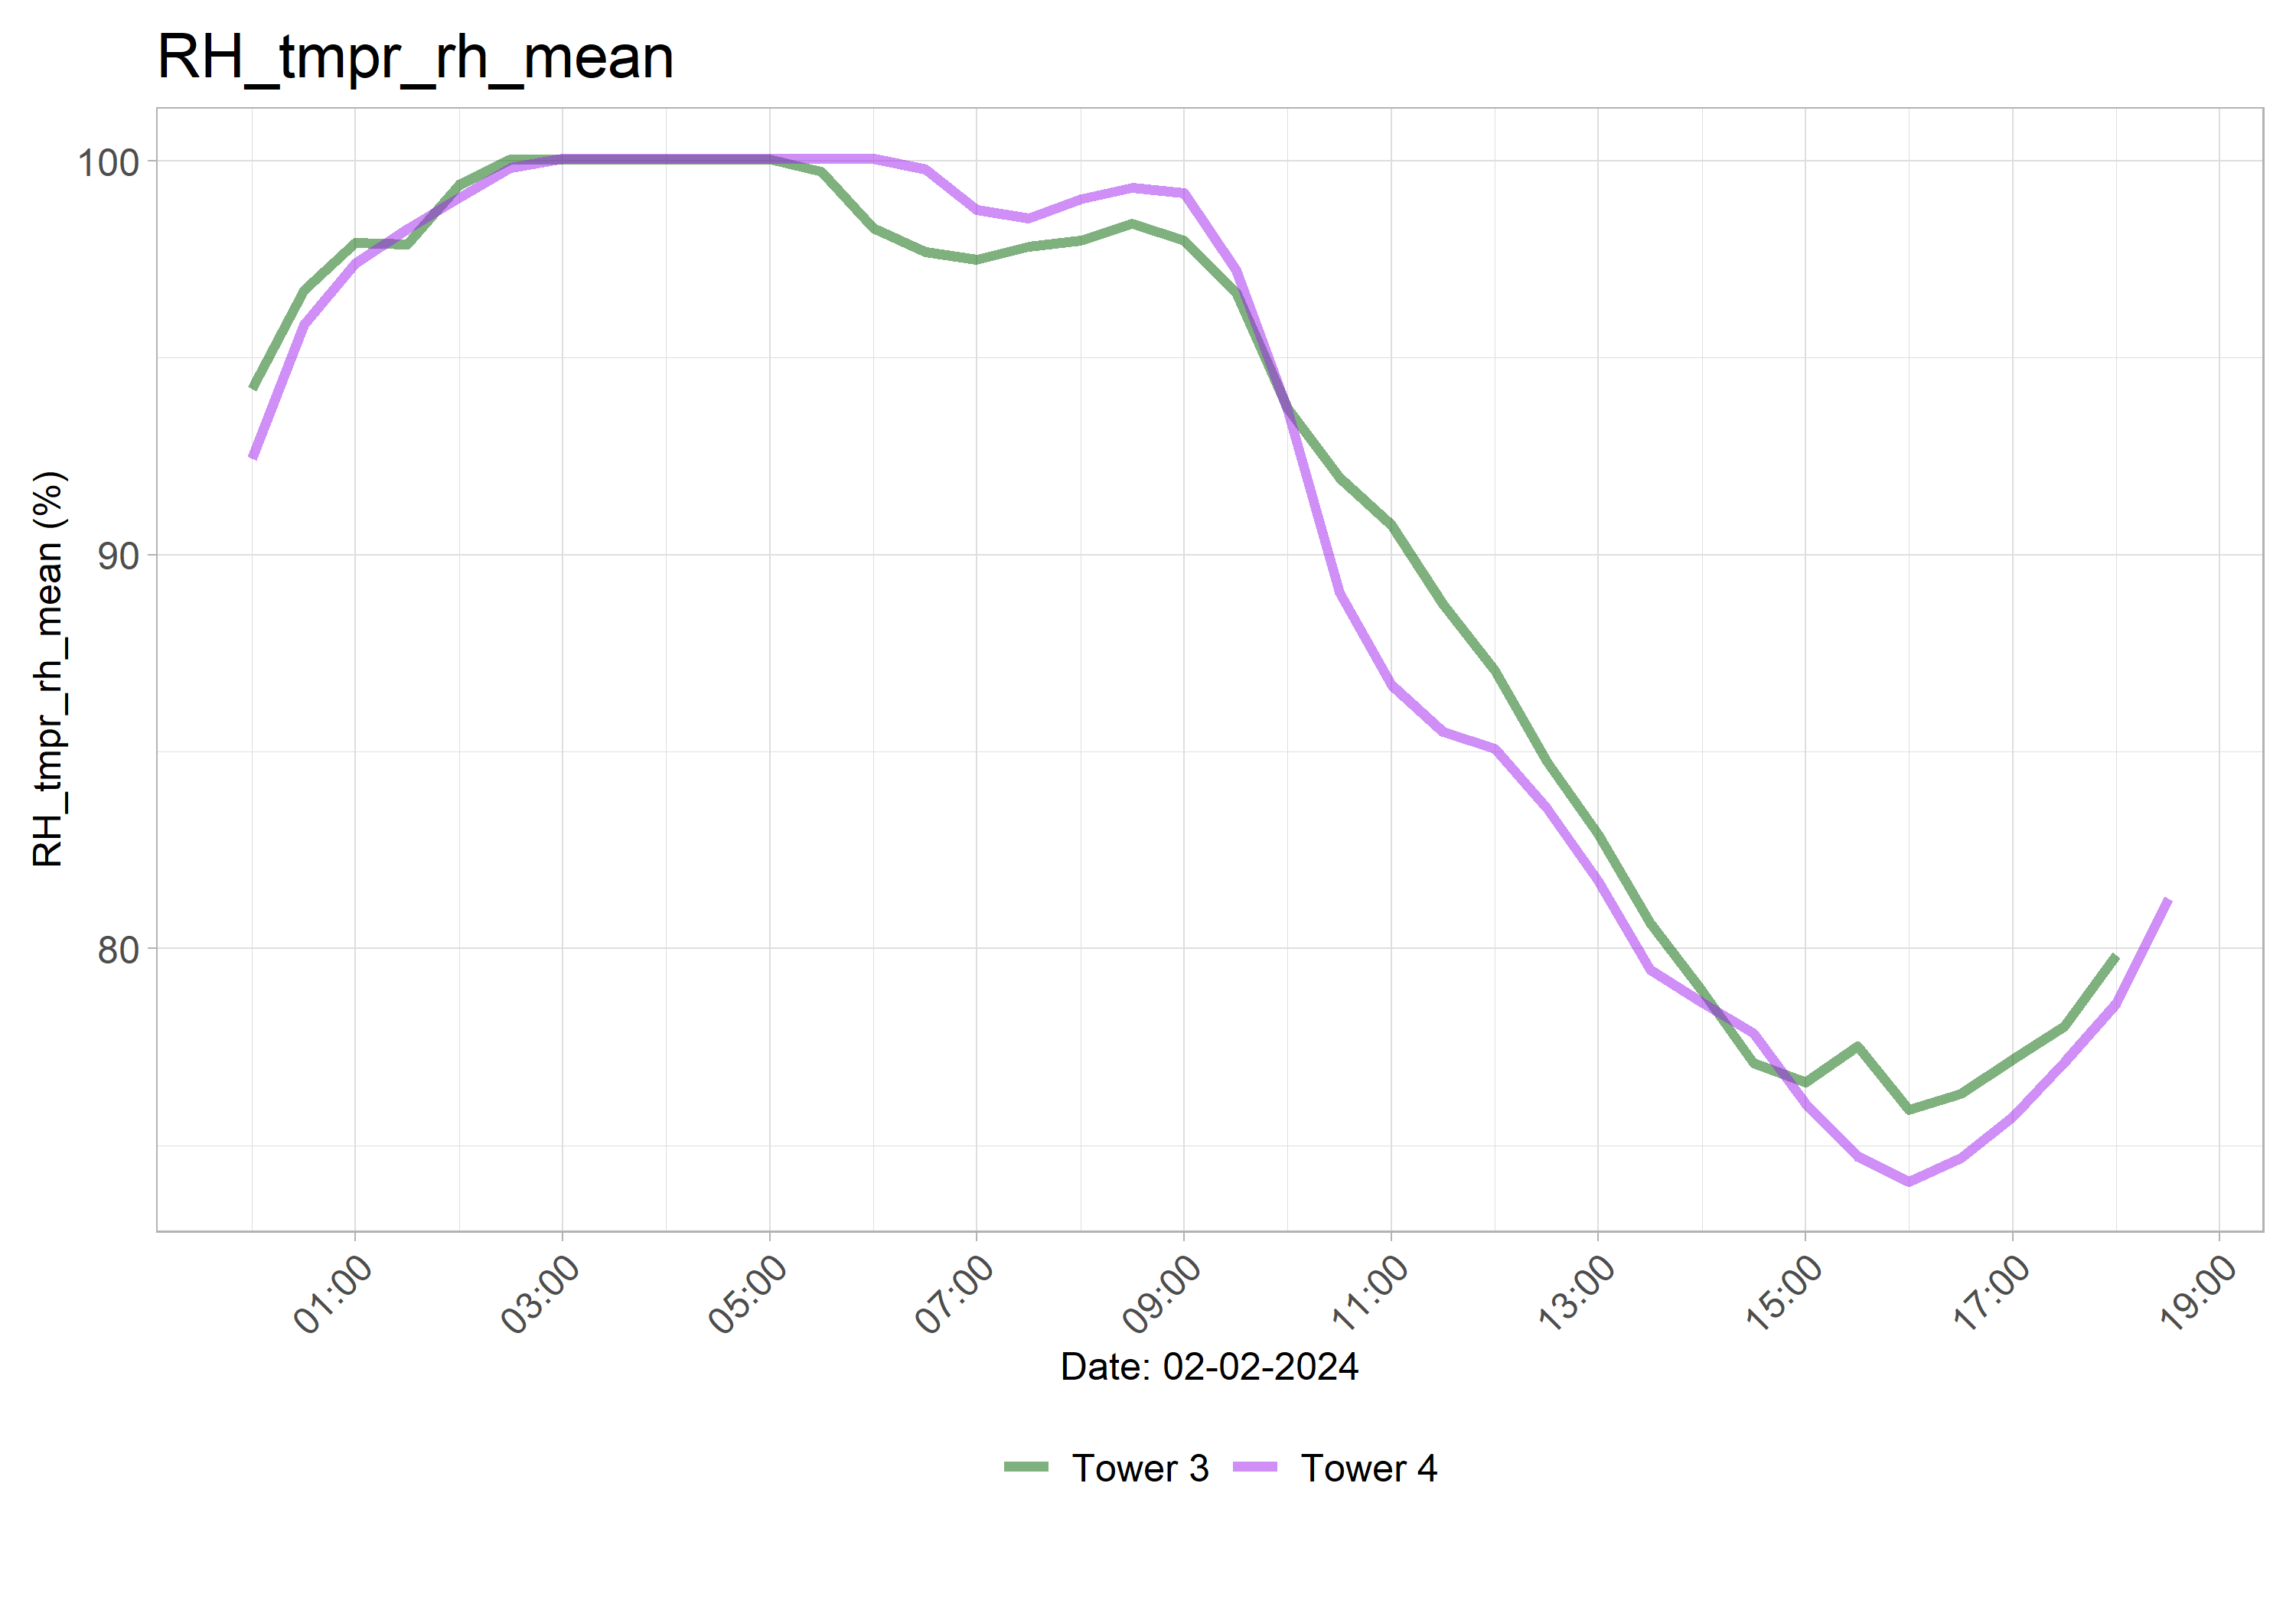 RH_tmpr_rh_mean
RH_tmpr_rh_mean (%)
100
90
80
01:00
03:00
05:00
07:00
09:00
11:00
13:00
15:00
17:00
19:00
Date: 02-02-2024
Tower 3
Tower 4